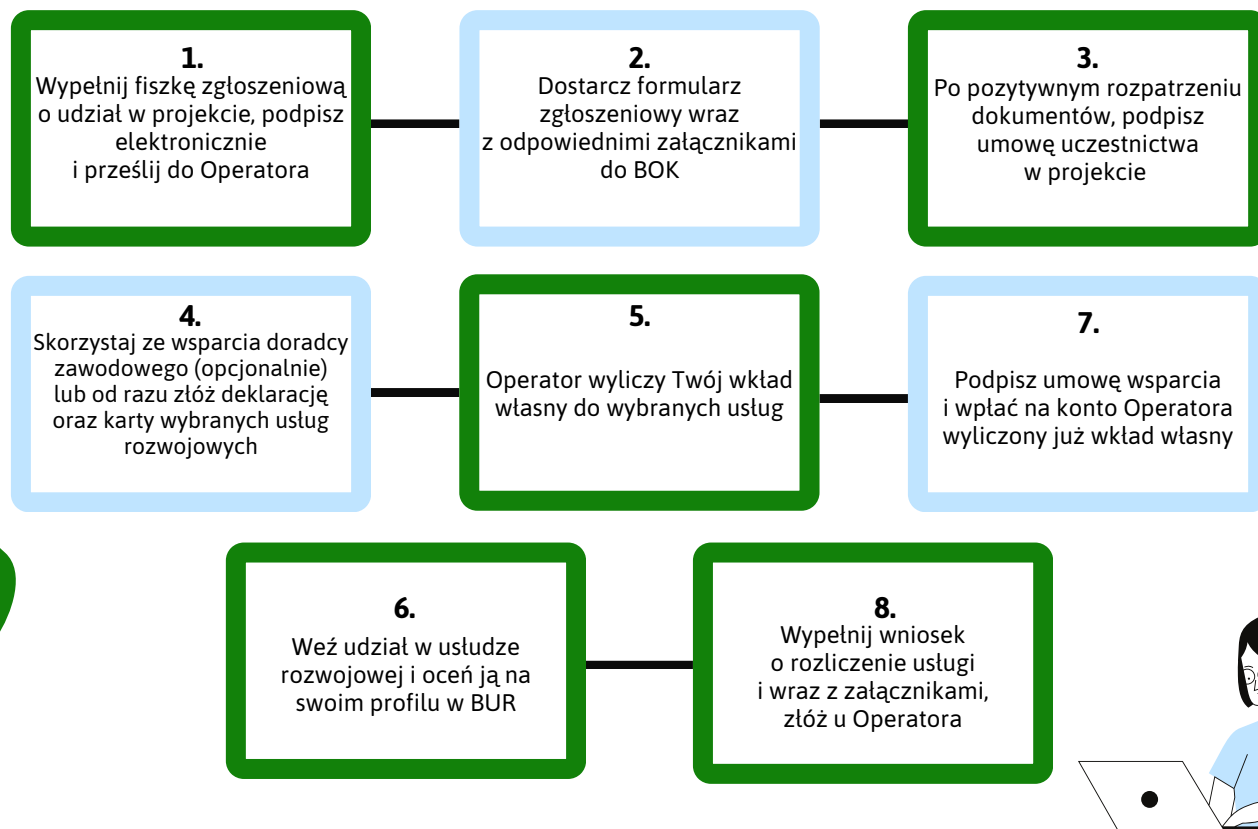 1.
Wypełnij fiszkę zgłoszeniową
o udział w projekcie, podpisz
elektronicznie
i prześlij do Operatora
2.
Dostarcz formularz
zgłoszeniowy wraz
z odpowiednimi załącznikami
do BOK
3.
Po pozytywnym rozpatrzeniu
dokumentów, podpisz
umowę uczestnictwa
w projekcie
4.
Skorzystaj ze wsparcia doradcy
zawodowego (opcjonalnie)
lub od razu złóż deklarację
oraz karty wybranych usług
rozwojowych
5.
Operator wyliczy Twój wkład
własny do wybranych usług
7.
Podpisz umowę wsparcia
i wpłać na konto Operatora
wyliczony już wkład własny
6.
Weź udział w usłudze
rozwojowej i oceń ją na
swoim profilu w BUR
8.
Wypełnij wniosek
o rozliczenie usługi
i wraz z załącznikami,
złóż u Operatora